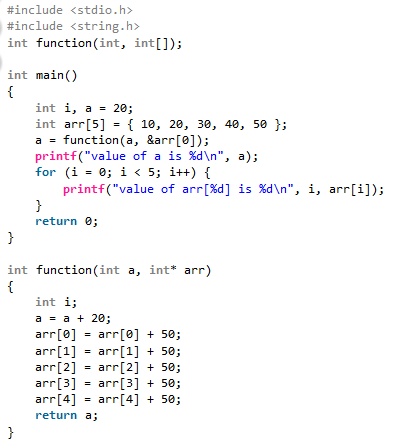 #include <stdio.h>
#include <string.h>
int function(int, int[]);

int main()
{
    int i, a = 20;
    int arr[5] = { 10, 20, 30, 40, 50 };
    a = function(a, &arr[0]);
    printf("value of a is %d\n", a);
    for (i = 0; i < 5; i++) {
        printf("value of arr[%d] is %d\n", i, arr[i]);
    }
    return 0;
}

int function(int a, int* arr)
{
    int i;
    a = a + 20;
    arr[0] = arr[0] + 50;
    arr[1] = arr[1] + 50;
    arr[2] = arr[2] + 50;
    arr[3] = arr[3] + 50;
    arr[4] = arr[4] + 50;
    return a;
}